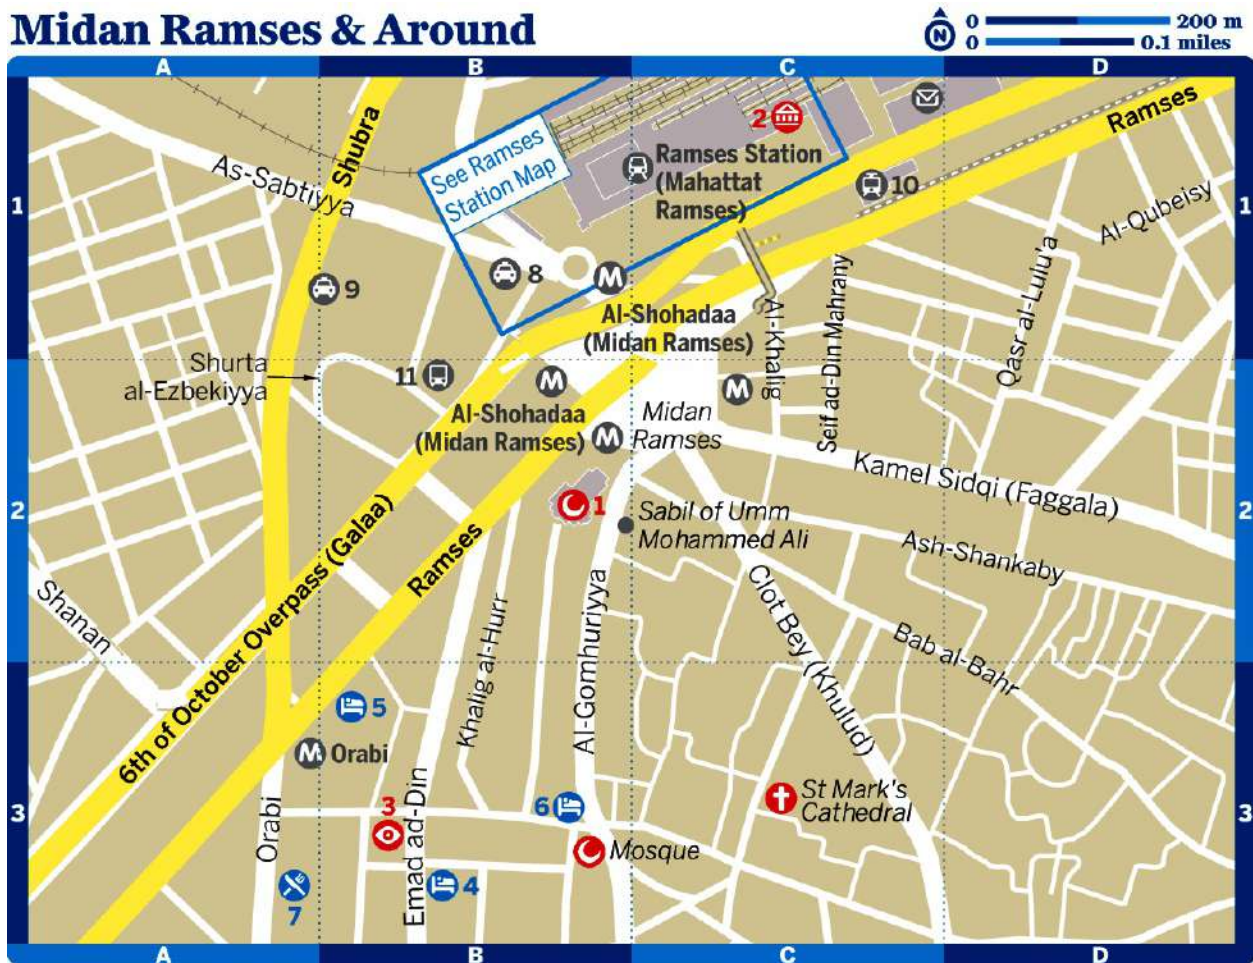 Midan Ramses & Around
N
0 200 m
0 0.1 miles
A B C D
1
2
3
1
2
3
A B C D
Shubra
As-Sabtiyya
See Ramses
Station Map
2
Ramses Station
(Mahattat
Ramses)
10
Ramses
Al-Qubeisy
8
9
M
Al-Shohadaa
(Midan Ramses)
Al-Khalig
Seif ad-Din Mahrany
Qasr al-Lulu'a
Shurta
al-Ezbekiyya
11
M
Al-Shohadaa
(Midan Ramses)
M
M
Midan
Ramses
Kamel Sidqi (Faggala)
1
Sabil of Umm
Mohammed Ali
Ash-Shankaby
6th of October Overpass (Galaa)
Ramses
Shanan
Khalig al-Hurr
Al-Gomhuriyya
Clot Bey (Khulud)
Bab al-Bahr
5
M
Orabi
Orabi
3
Emad ad-Din
6
St Mark's
Cathedral
Mosque
7
4